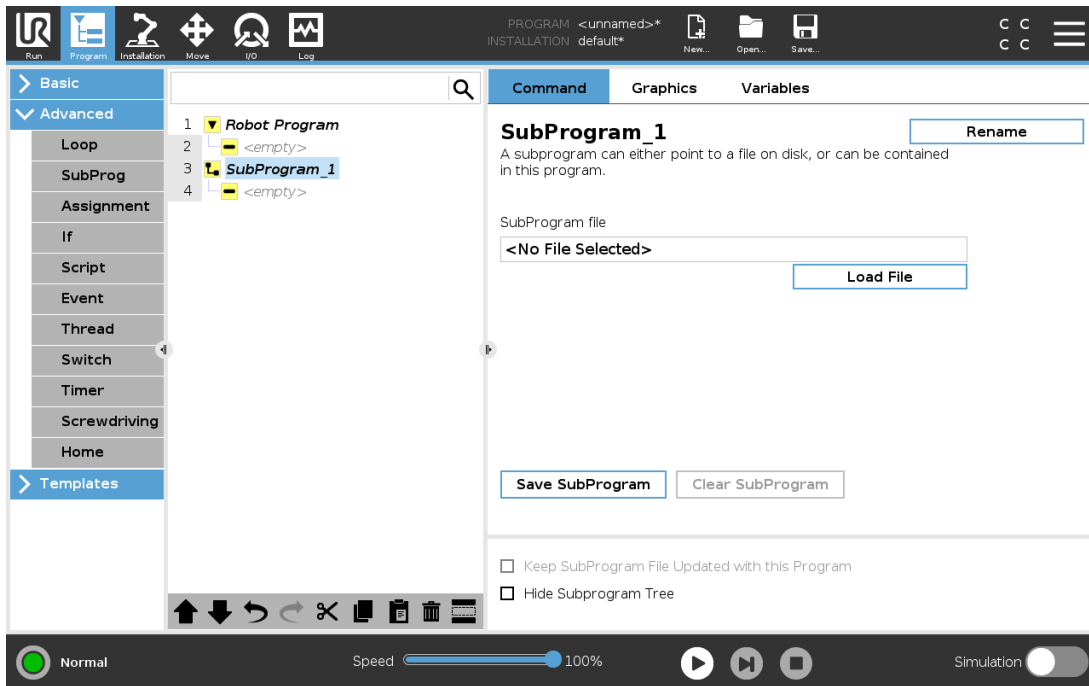 PROGRAM <unnamed>*
INSTALLATION default*
UR
Run
Program
Installation
Move
I/O
Log
New...
Open...
Save...
C C
C C
Basic
Advanced
Loop
SubProg
Assignment
If
Script
Event
Thread
Switch
Timer
Screwdriving
Home
Templates
1 Robot Program
2 <empty>
3 SubProgram_1
4 <empty>
Command Graphics Variables
SubProgram_1
Rename
A subprogram can either point to a file on disk, or can be contained
in this program.
SubProgram file
<No File Selected>
Load File
Save SubProgram
Clear SubProgram
Keep SubProgram File Updated with this Program
Hide Subprogram Tree
Normal
Speed
100%
Simulation